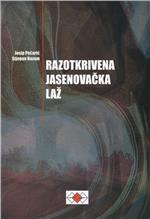 Josip Pečarić
Stjepan Razum
RAZOTKRIVENA
JASENOVAČKA
LAŽ